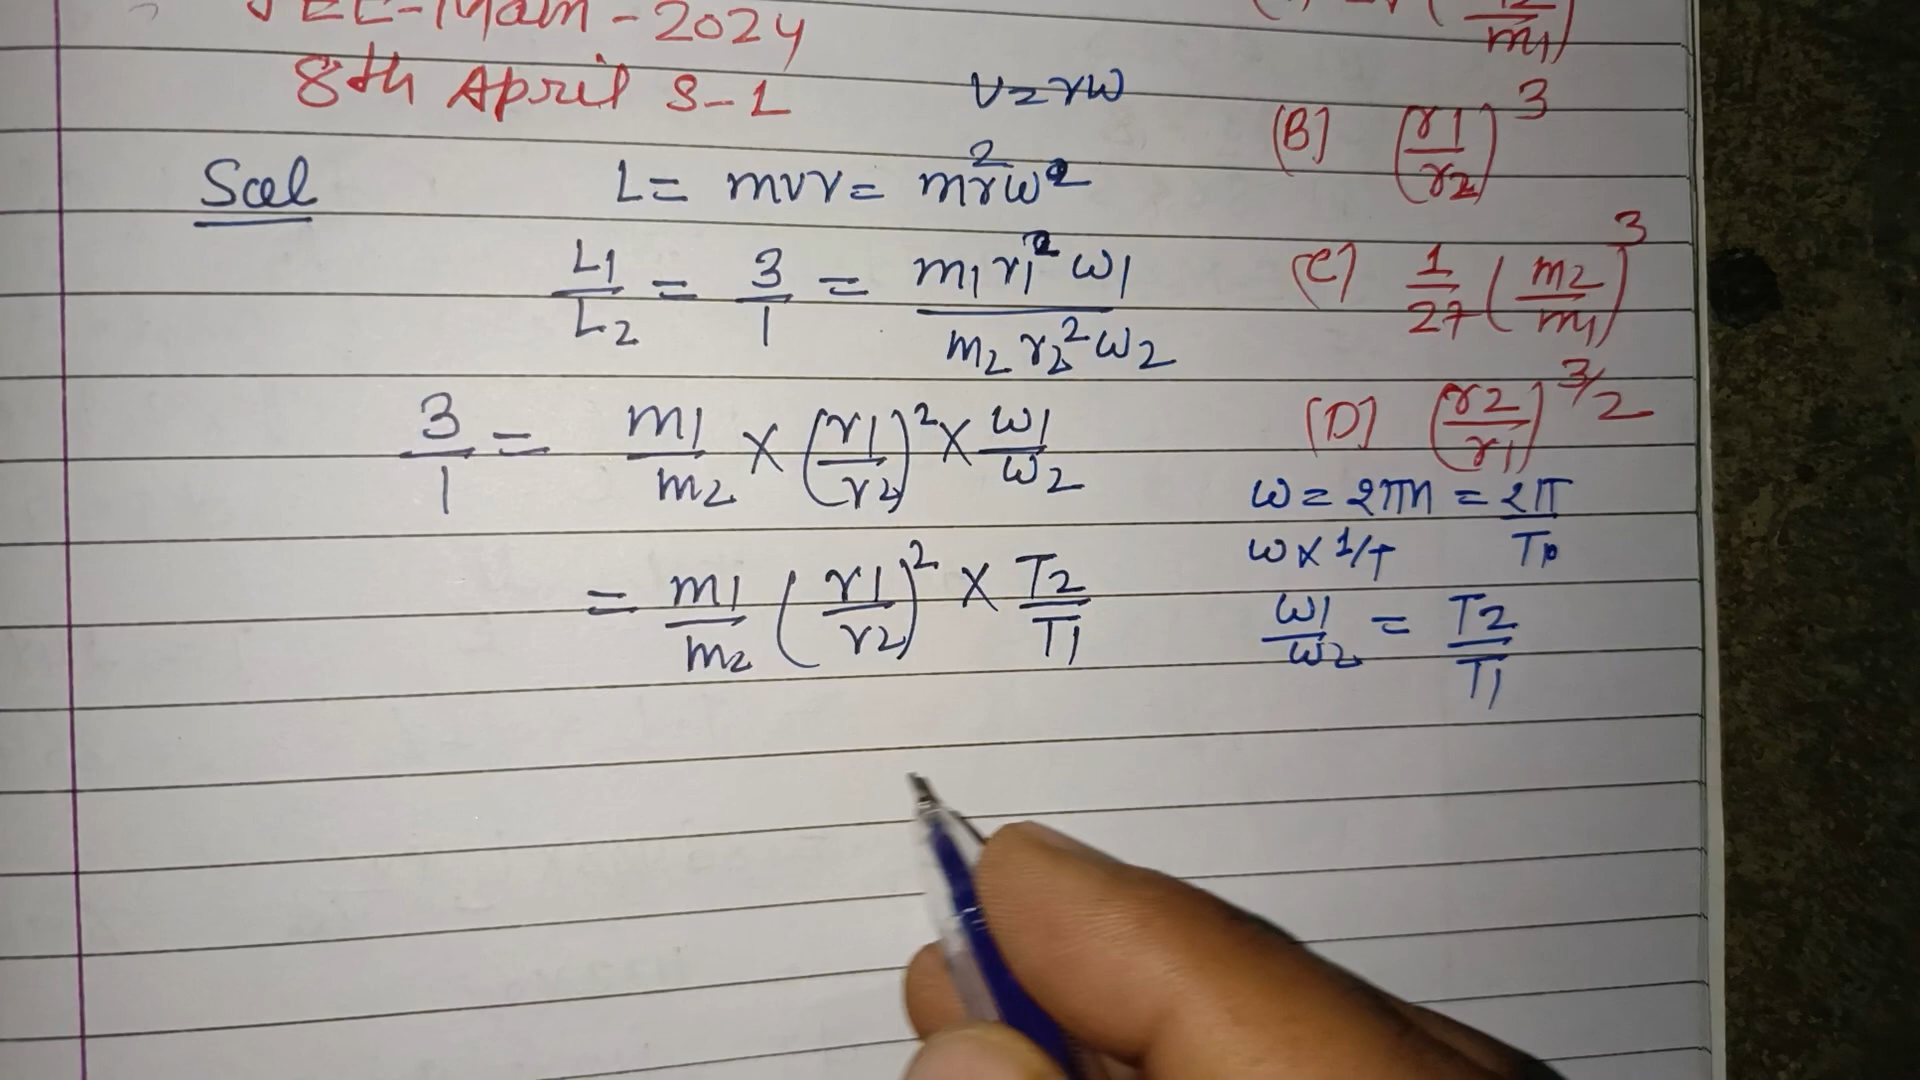 JEE-Main-2024
8th April S-1
v=rω
Sol
L= mvr= mr²ω
L1/L2 = 3/1 = m1r1²ω1/m2r2²ω2
3/1 = m1/m2 × (r1/r2)² × ω1/ω2
= m1/m2 (r1/r2)² × T2/T1
m1)
(B) (r1/r2)³
(C) 1/27 (m2/m1)³
(D) (r2/r1)^3/2
ω = 2πn = 2π/T
ω ∝ 1/T
ω1/ω2 = T2/T1